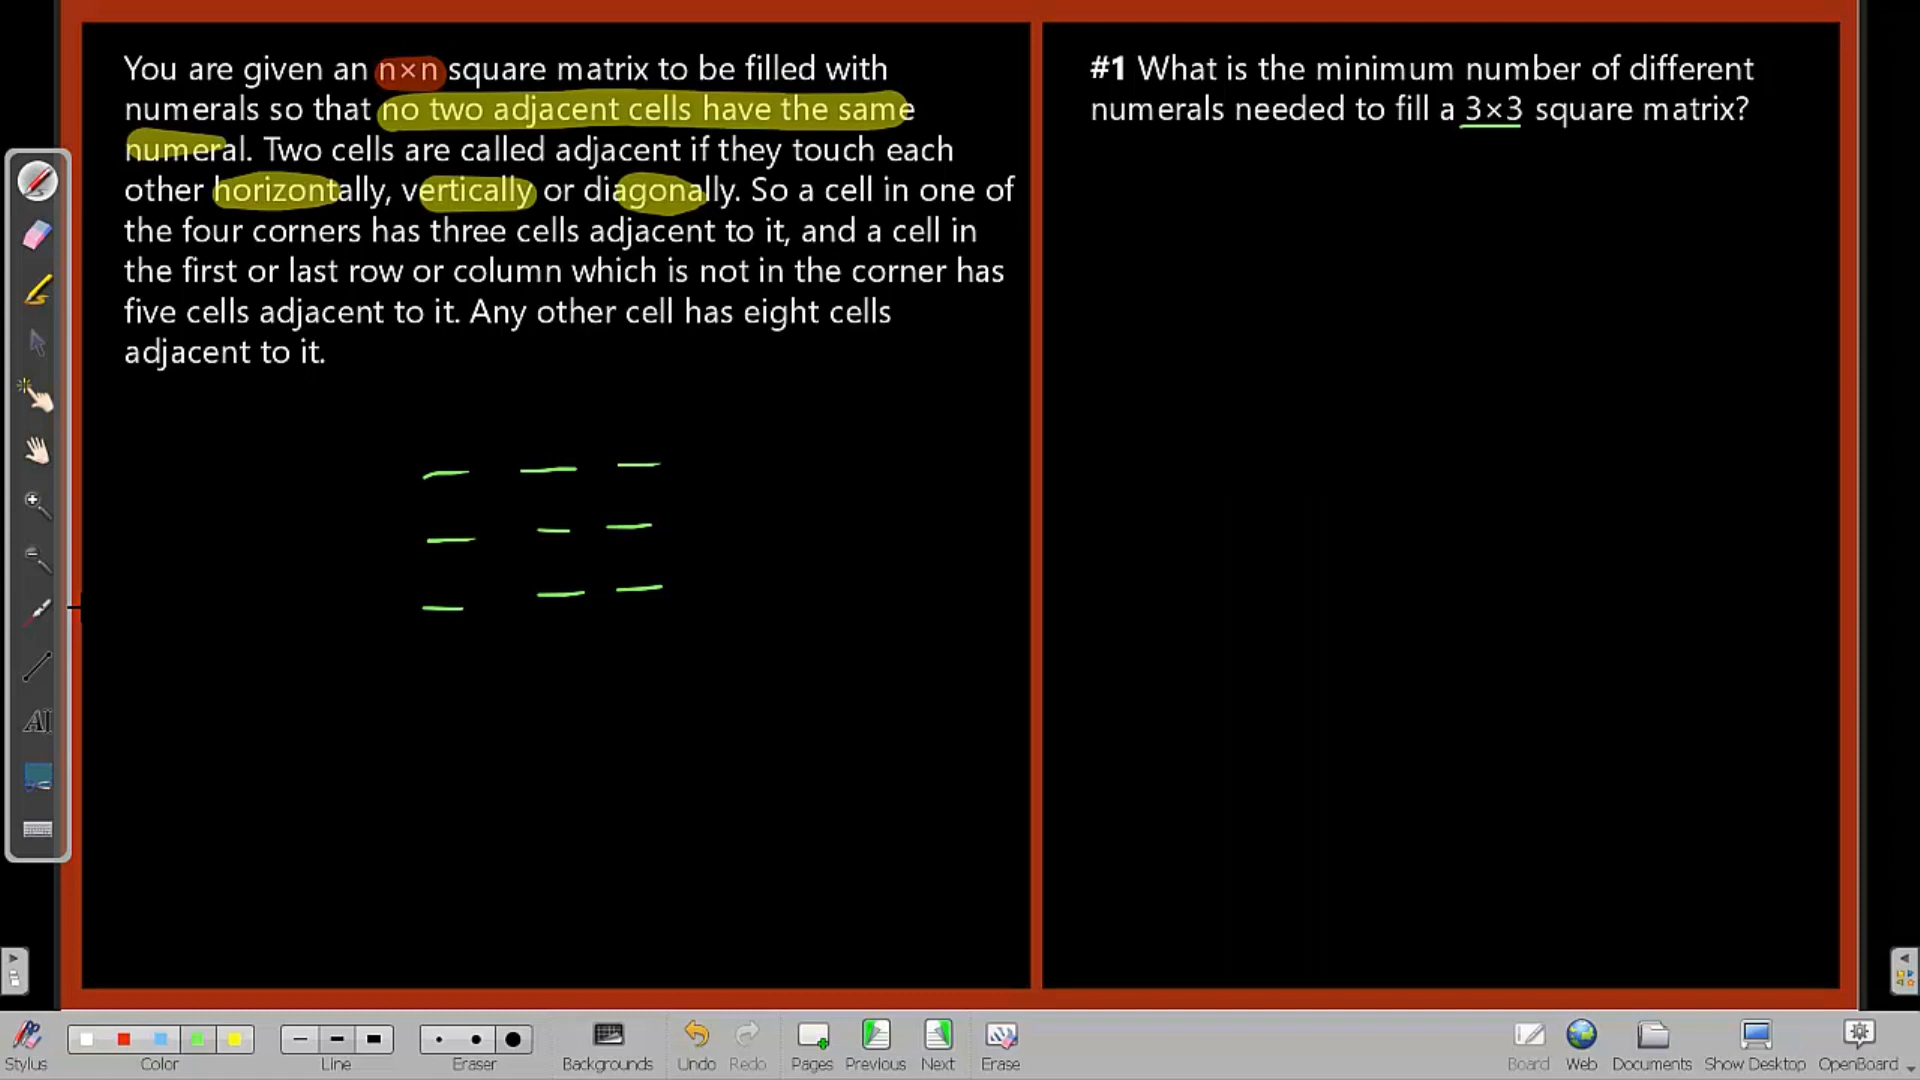 You are given an n×n square matrix to be filled with
numerals so that no two adjacent cells have the same
numeral. Two cells are called adjacent if they touch each
other horizontally, vertically or diagonally. So a cell in one of
the four corners has three cells adjacent to it, and a cell in
the first or last row or column which is not in the corner has
five cells adjacent to it. Any other cell has eight cells
adjacent to it.
#1 What is the minimum number of different
numerals needed to fill a 3×3 square matrix?
AI
Stylus Color Line Eraser Backgrounds Undo Redo Pages Previous Next Erase Board Web Documents Show Desktop OpenBoard